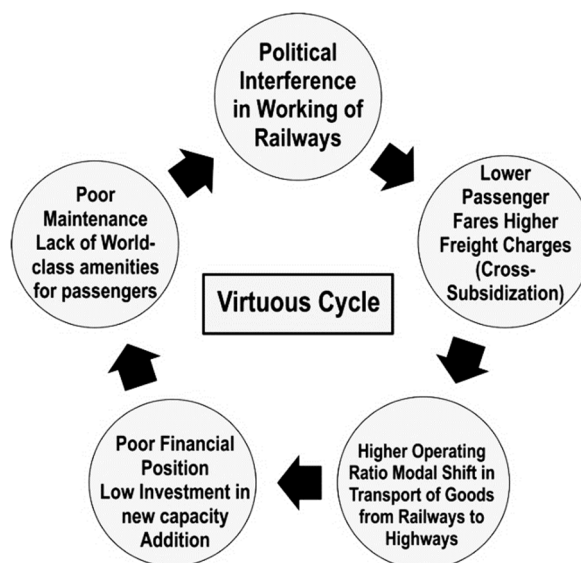 Political
Interference
in Working of
Railways
Lower
Passenger
Fares Higher
Freight Charges
(Cross-
Subsidization)
Higher Operating
Ratio Modal Shift in
Transport of Goods
from Railways to
Highways
Poor Financial
Position
Low Investment in
new capacity
Addition
Poor
Maintenance
Lack of World-
class amenities
for passengers
Virtuous Cycle